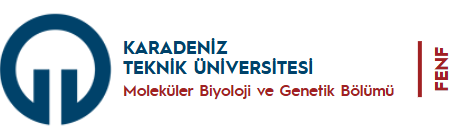 KARADENİZ
TEKNİK ÜNİVERSİTESİ
Moleküler Biyoloji ve Genetik Bölümü
FENF